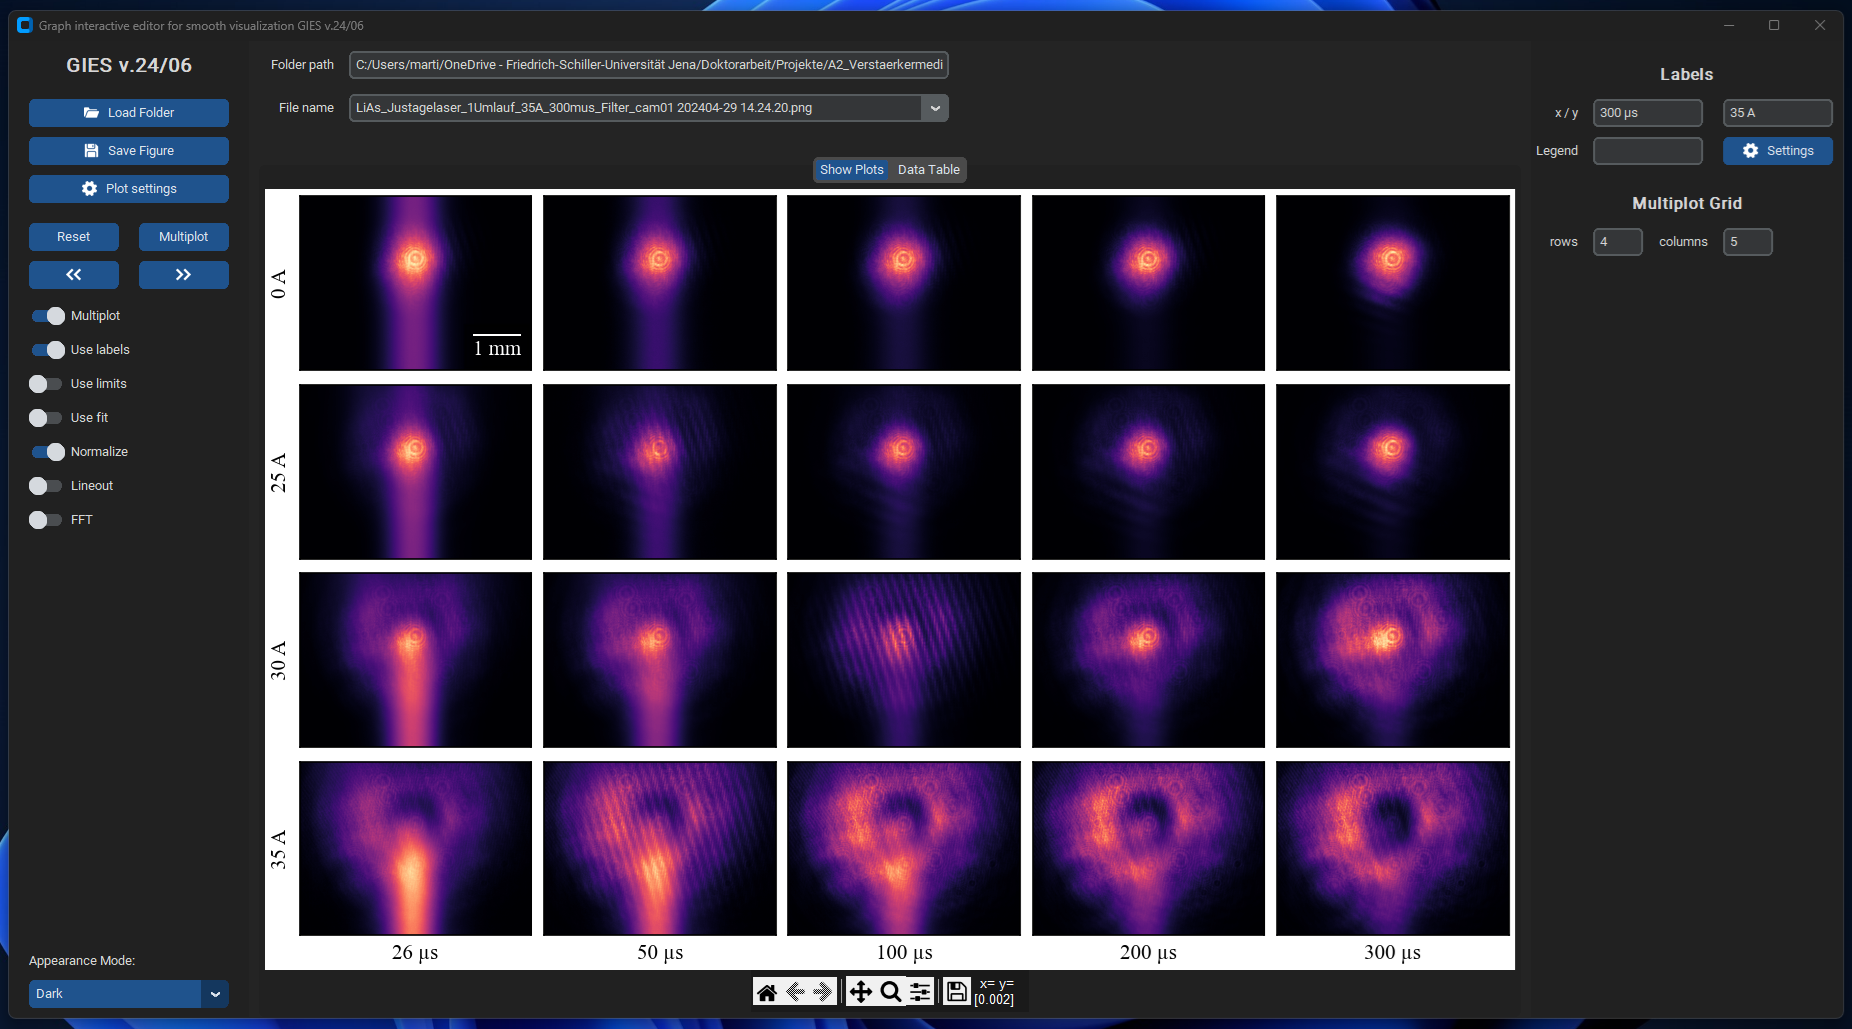 Graph interactive editor for smooth visualization GIES v.24/06
GIES v.24/06
Load Folder
Save Figure
Plot settings
Reset
Multiplot
Multiplot
Use labels
Use limits
Use fit
Normalize
Lineout
FFT
Appearance Mode:
Dark
Folder path
C:/Users/marti/OneDrive - Friedrich-Schiller-Universität Jena/Doktorarbeit/Projekte/A2_Verstaerkermedi
File name
LiAs_Justagelaser_1Umlauf_35A_300mus_Filter_cam01 202404-29 14.24.20.png
Show Plots Data Table
0 A
1 mm
25 A
30 A
35 A
26 µs 50 µs 100 µs 200 µs 300 µs
x= y=
[0.002]
Labels
x / y 300 µs 35 A
Legend Settings
Multiplot Grid
rows 4 columns 5